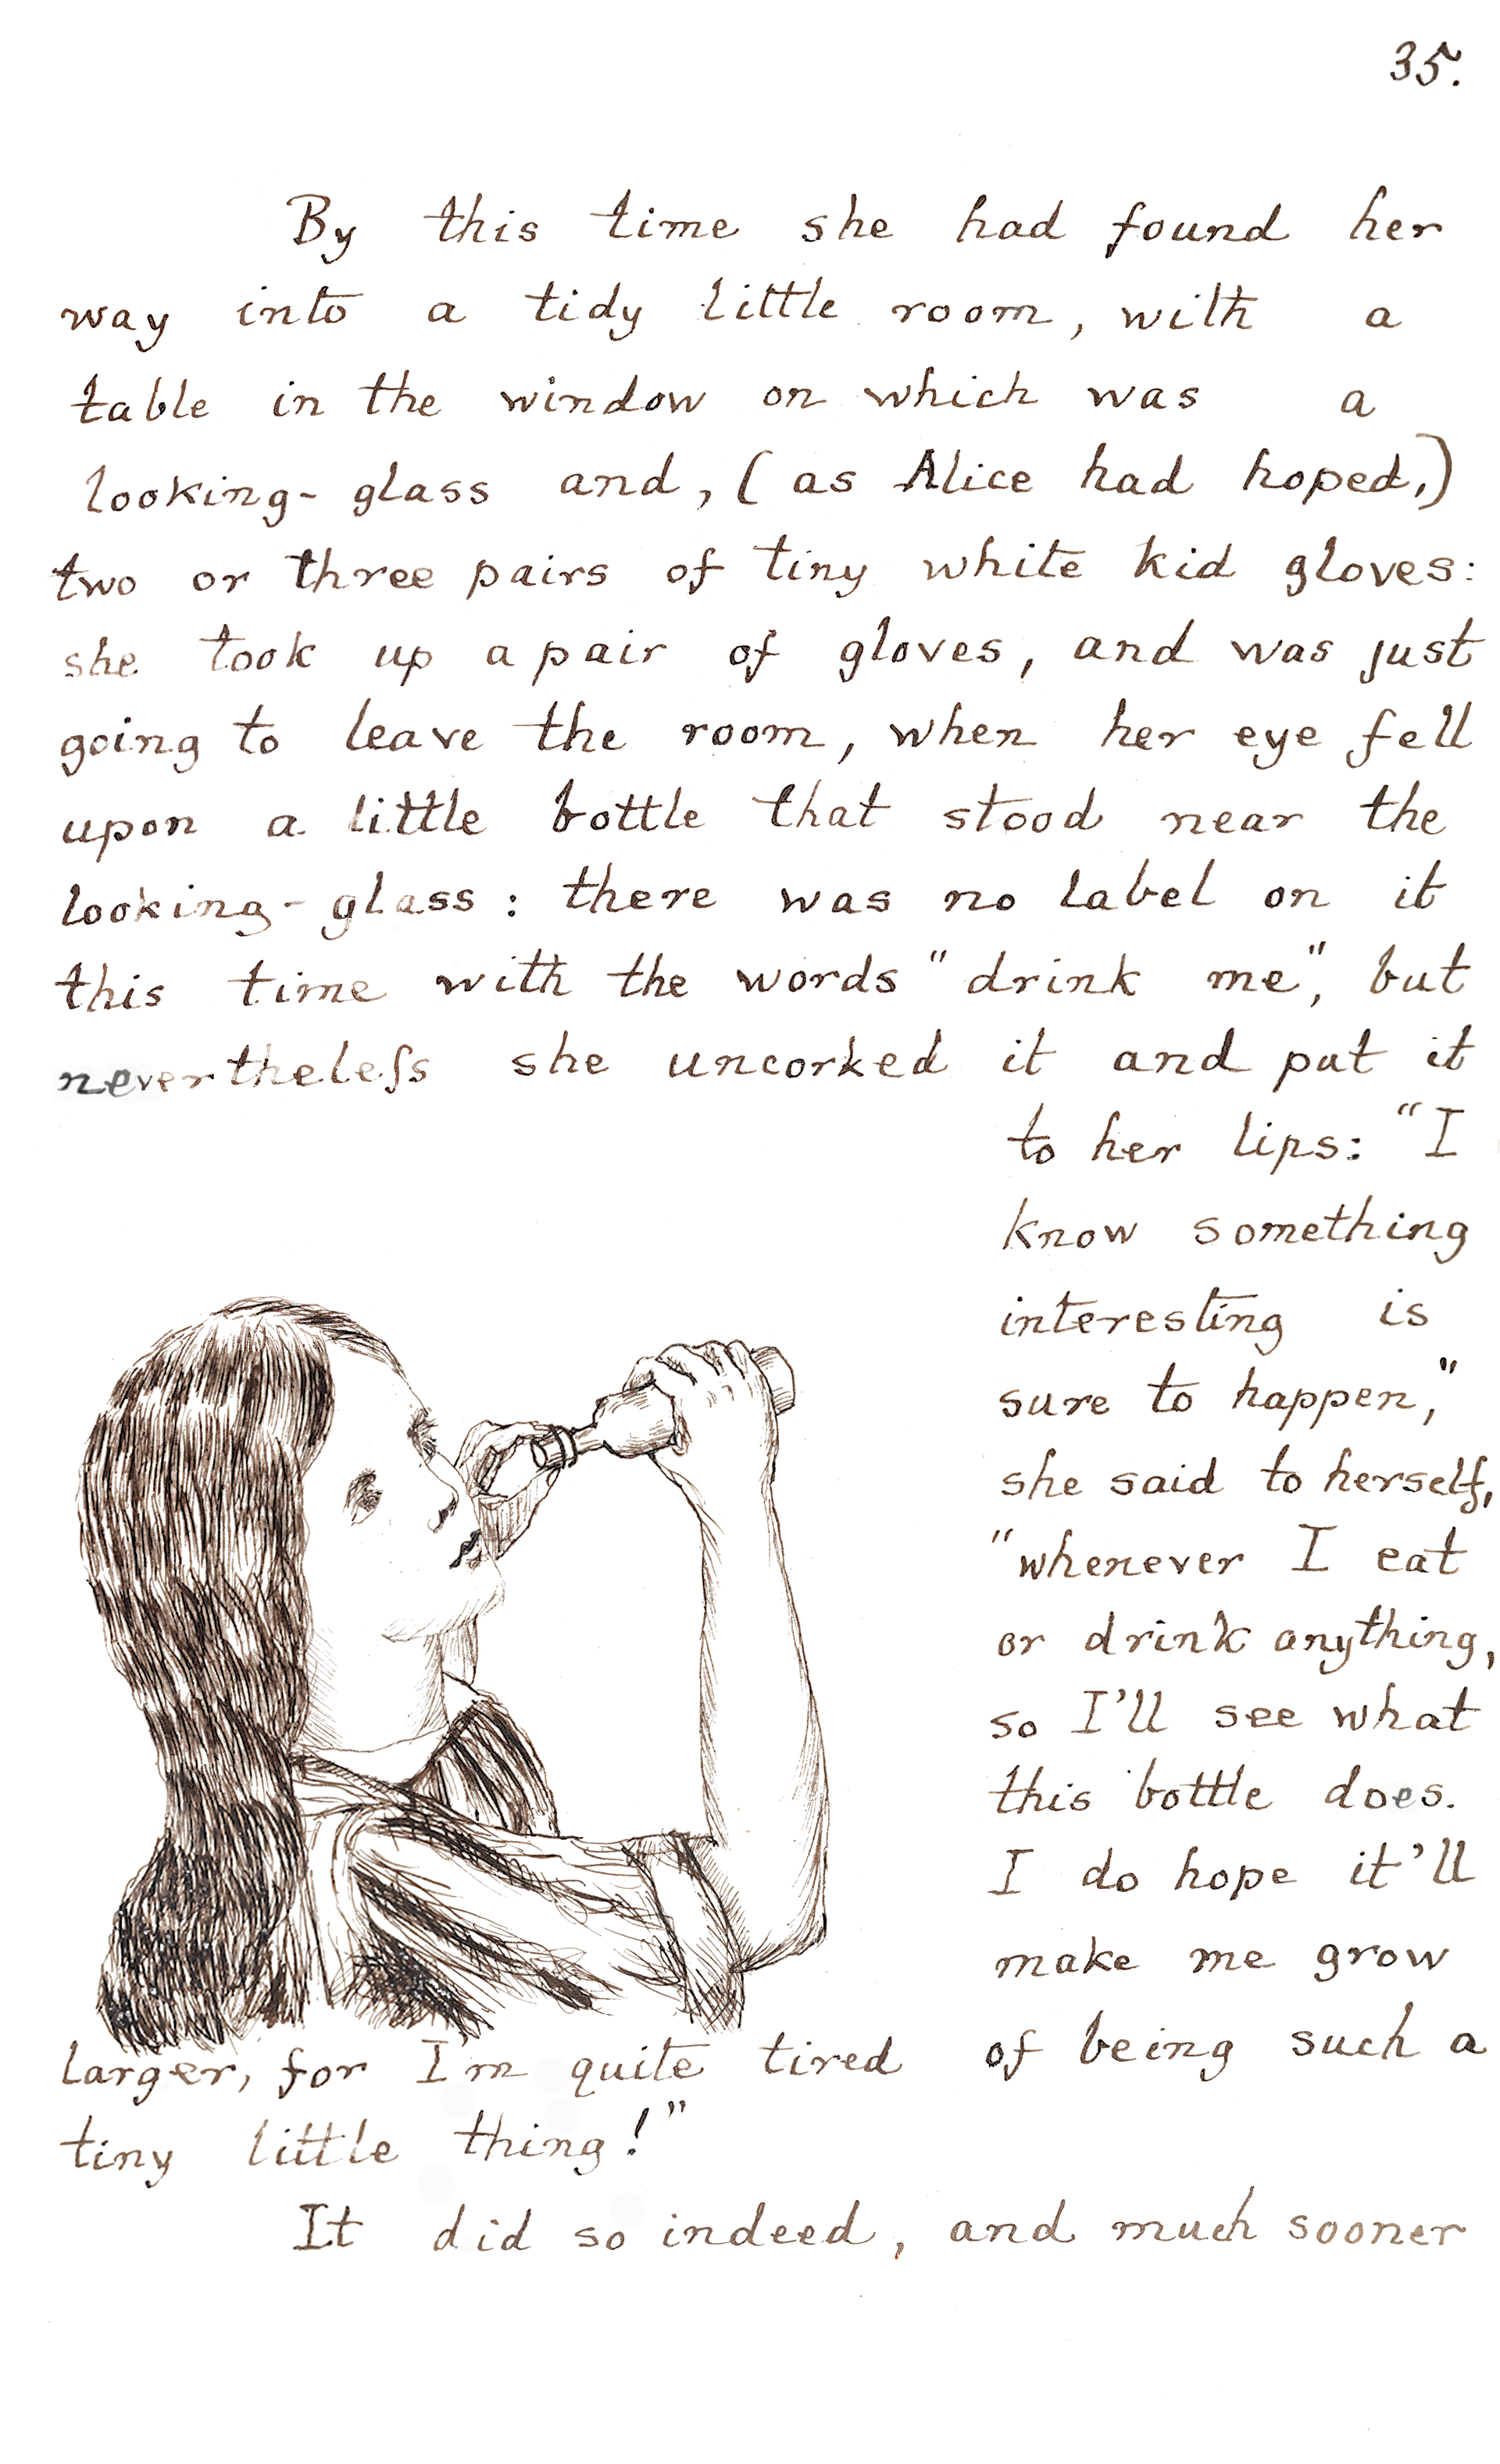 35.
By this time she had found her
way into a tidy little room, with a
table in the window on which was a
looking-glass and, (as Alice had hoped,)
two or three pairs of tiny white kid gloves:
she took up a pair of gloves, and was just
going to leave the room, when her eye fell
upon a little bottle that stood near the
looking-glass: there was no label on it
this time with the words "drink me", but
nevertheleſs she uncorked it and put it
to her lips: "I
know something
interesting is
sure to happen,"
she said to herself,
"whenever I eat
or drink anything,
so I'll see what
this bottle does.
I do hope it'll
make me grow
larger, for I'm quite tired of being such a
tiny little thing!"
It did so indeed, and much sooner